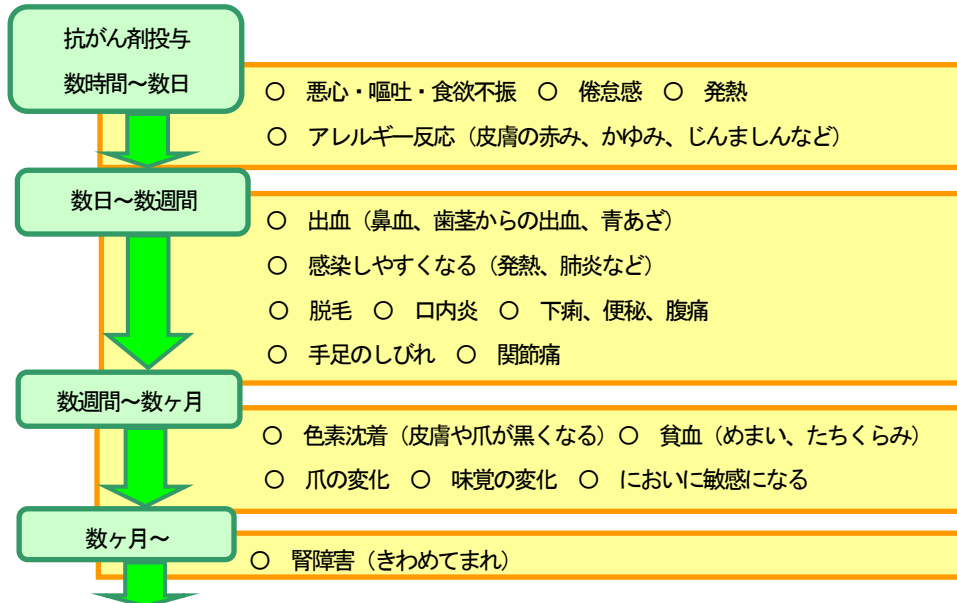 抗がん剤投与
数時間～数日
○ 悪心・嘔吐・食欲不振 ○ 倦怠感 ○ 発熱
○ アレルギー反応（皮膚の赤み、かゆみ、じんましんなど）
数日～数週間
○ 出血（鼻血、歯茎からの出血、青あざ）
○ 感染しやすくなる（発熱、肺炎など）
○ 脱毛 ○ 口内炎 ○ 下痢、便秘、腹痛
○ 手足のしびれ ○ 関節痛
数週間～数ヶ月
○ 色素沈着（皮膚や爪が黒くなる）○ 貧血（めまい、たちくらみ）
○ 爪の変化 ○ 味覚の変化 ○ においに敏感になる
数ヶ月～
○ 腎障害（きわめてまれ）